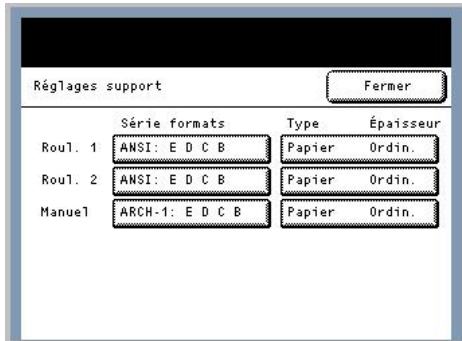 Réglages support Fermer
Série formats Type Épaisseur
Roul. 1 ANSI: E D C B Papier Ordin.
Roul. 2 ANSI: E D C B Papier Ordin.
Manuel ARCH-1: E D C B Papier Ordin.